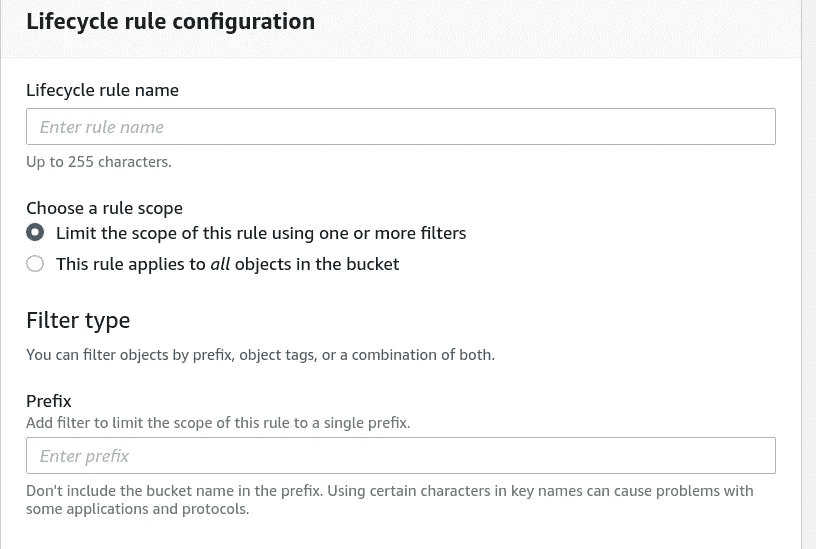 Lifecycle rule configuration
Lifecycle rule name
Enter rule name
Up to 255 characters.
Choose a rule scope
Limit the scope of this rule using one or more filters
This rule applies to all objects in the bucket
Filter type
You can filter objects by prefix, object tags, or a combination of both.
Prefix
Add filter to limit the scope of this rule to a single prefix.
Enter prefix
Don't include the bucket name in the prefix. Using certain characters in key names can cause problems with
some applications and protocols.